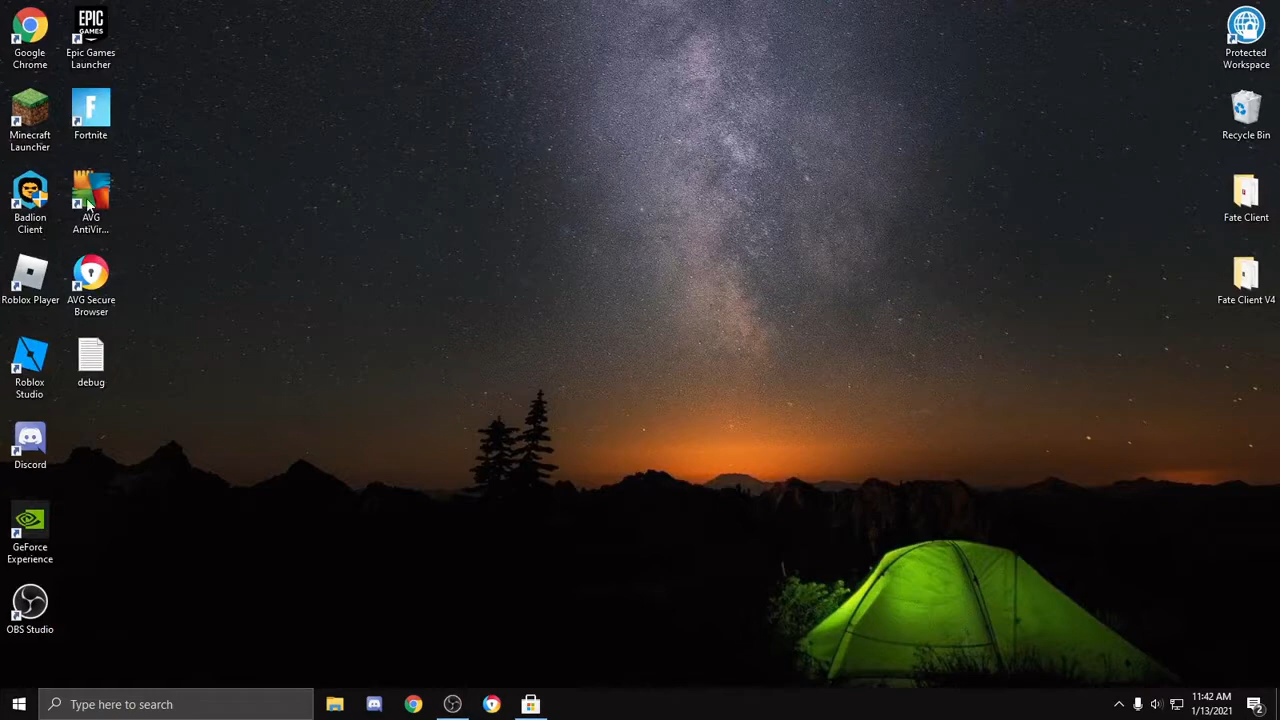 Google
Chrome
EPIC
GAMES
Epic Games
Launcher
Minecraft
Launcher
F
Fortnite
Badlion
Client
AVG
AntiVir...
Roblox Player
AVG Secure
Browser
Roblox
Studio
debug
Discord
GeForce
Experience
OBS Studio
Protected
Workspace
Recycle Bin
Fate Client
Fate Client V4
Type here to search
11:42 AM
1/13/2021
2